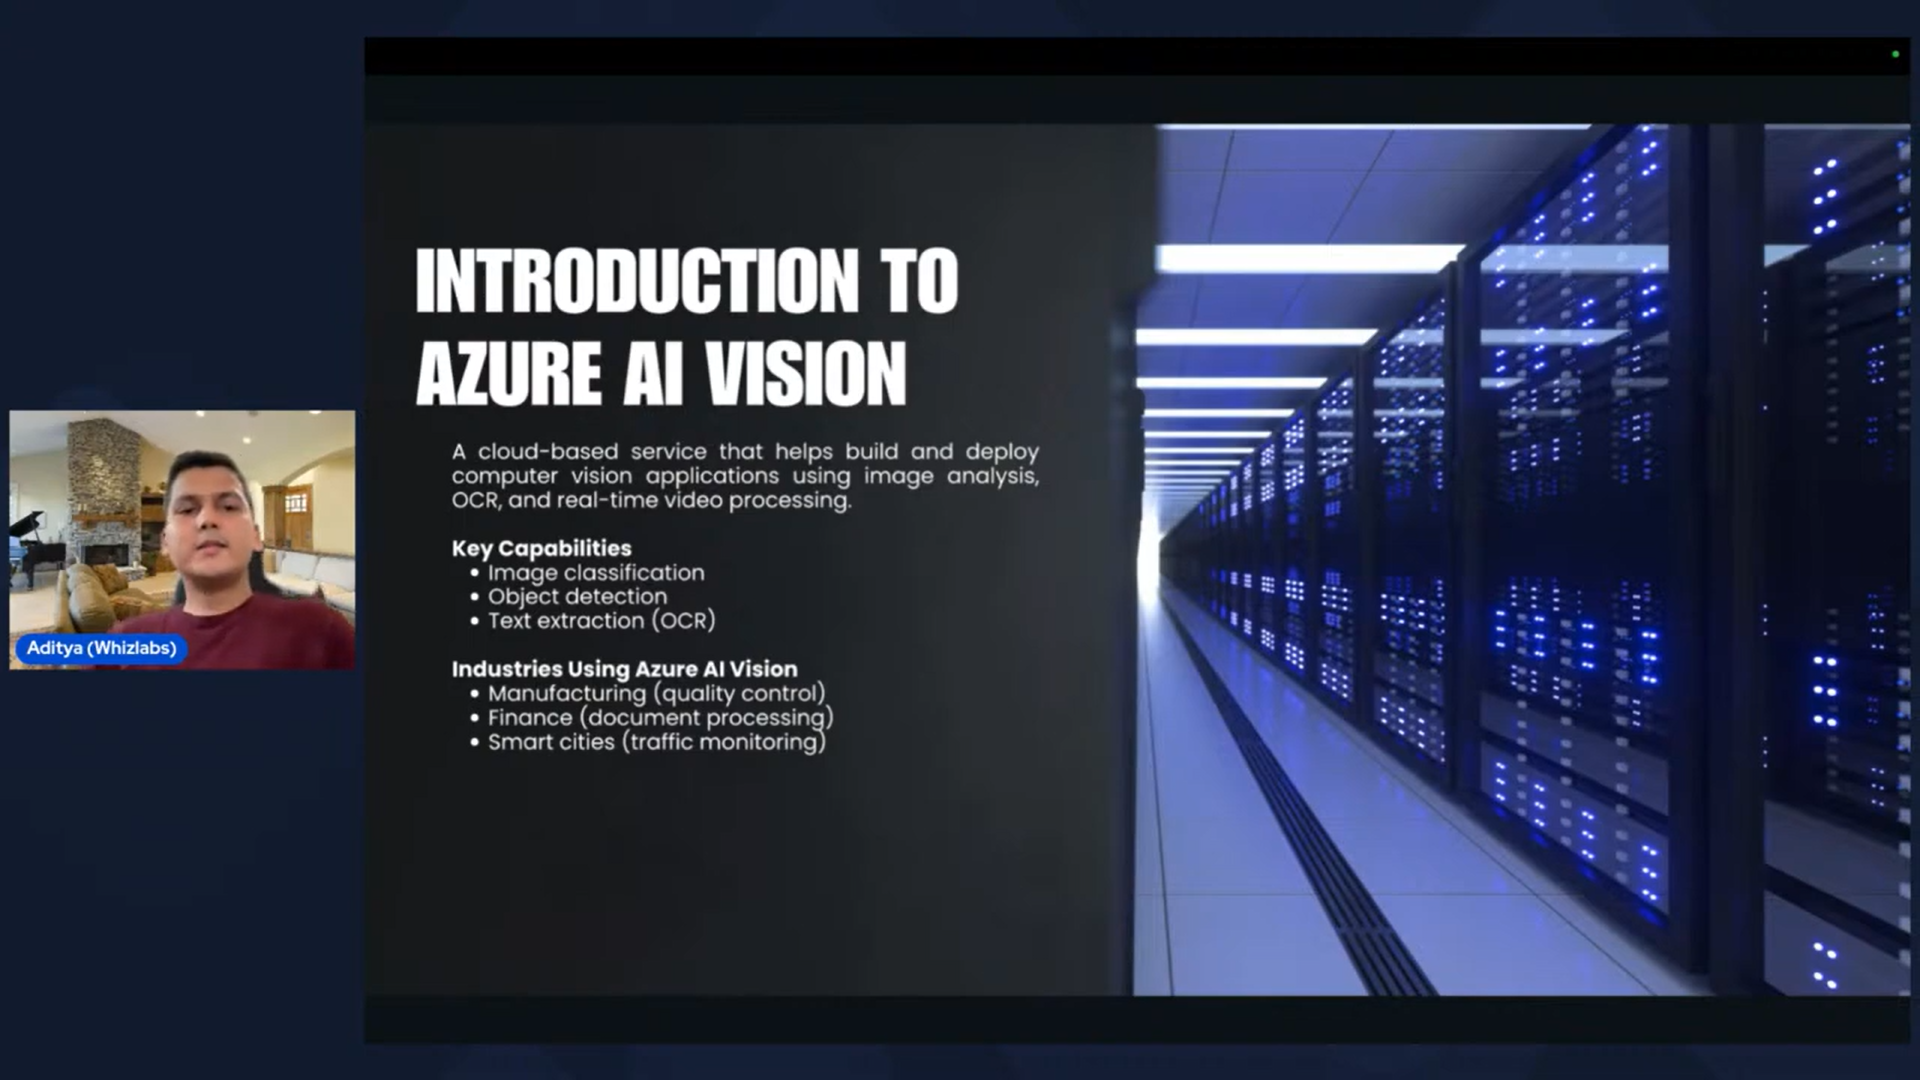 INTRODUCTION TO
AZURE AI VISION
A cloud-based service that helps build and deploy
computer vision applications using image analysis,
OCR, and real-time video processing.
Key Capabilities
• Image classification
• Object detection
• Text extraction (OCR)
Industries Using Azure AI Vision
• Manufacturing (quality control)
• Finance (document processing)
• Smart cities (traffic monitoring)
Aditya (Whizlabs)